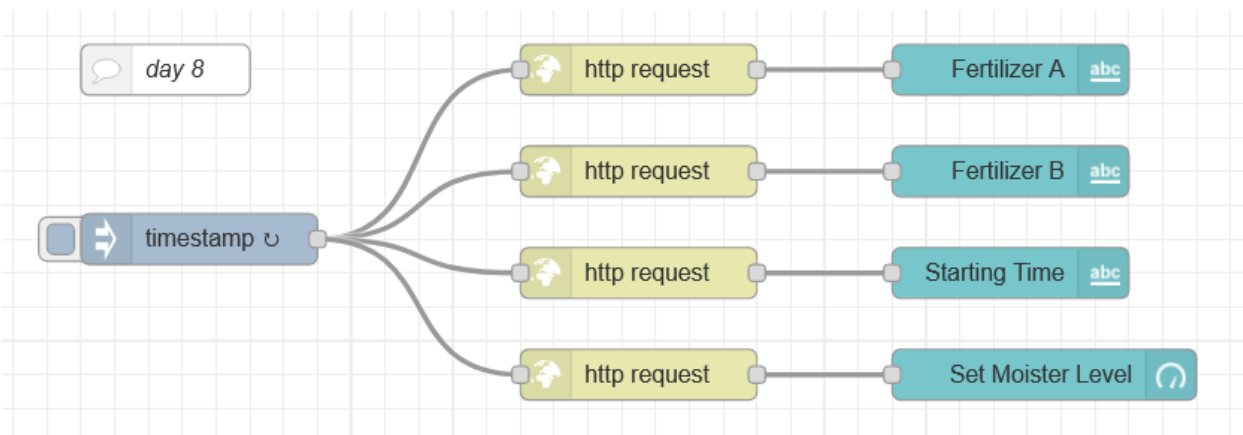 day 8
http request
Fertilizer A
abc
http request
Fertilizer B
abc
timestamp ↻
http request
Starting Time
abc
http request
Set Moister Level